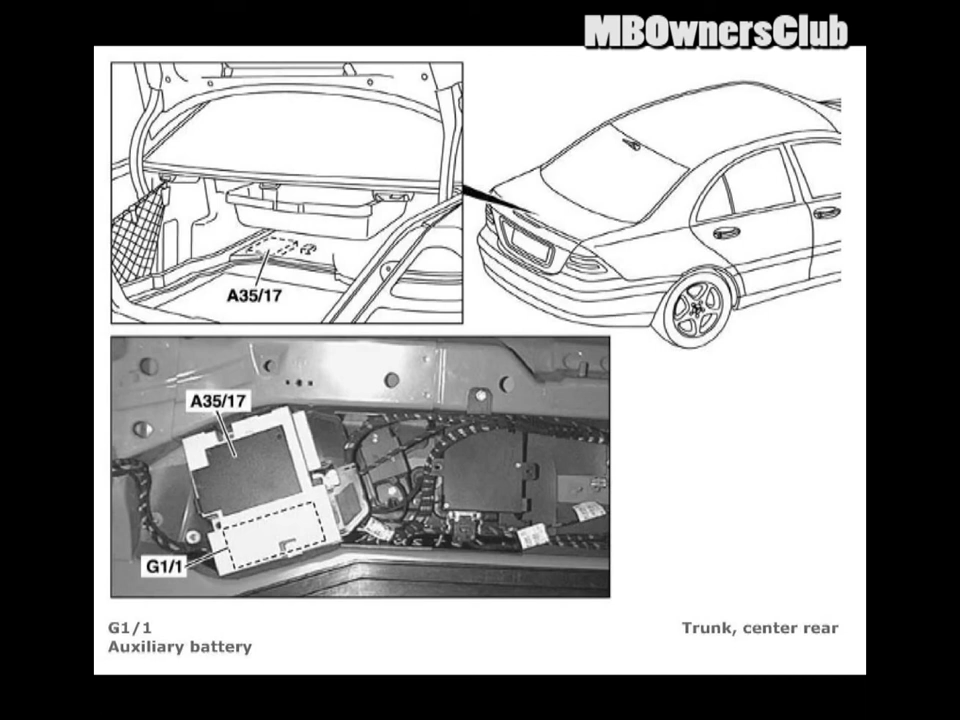 MBOwnersClub
A35/17
A35/17
G1/1
G1/1
Auxiliary battery
Trunk, center rear